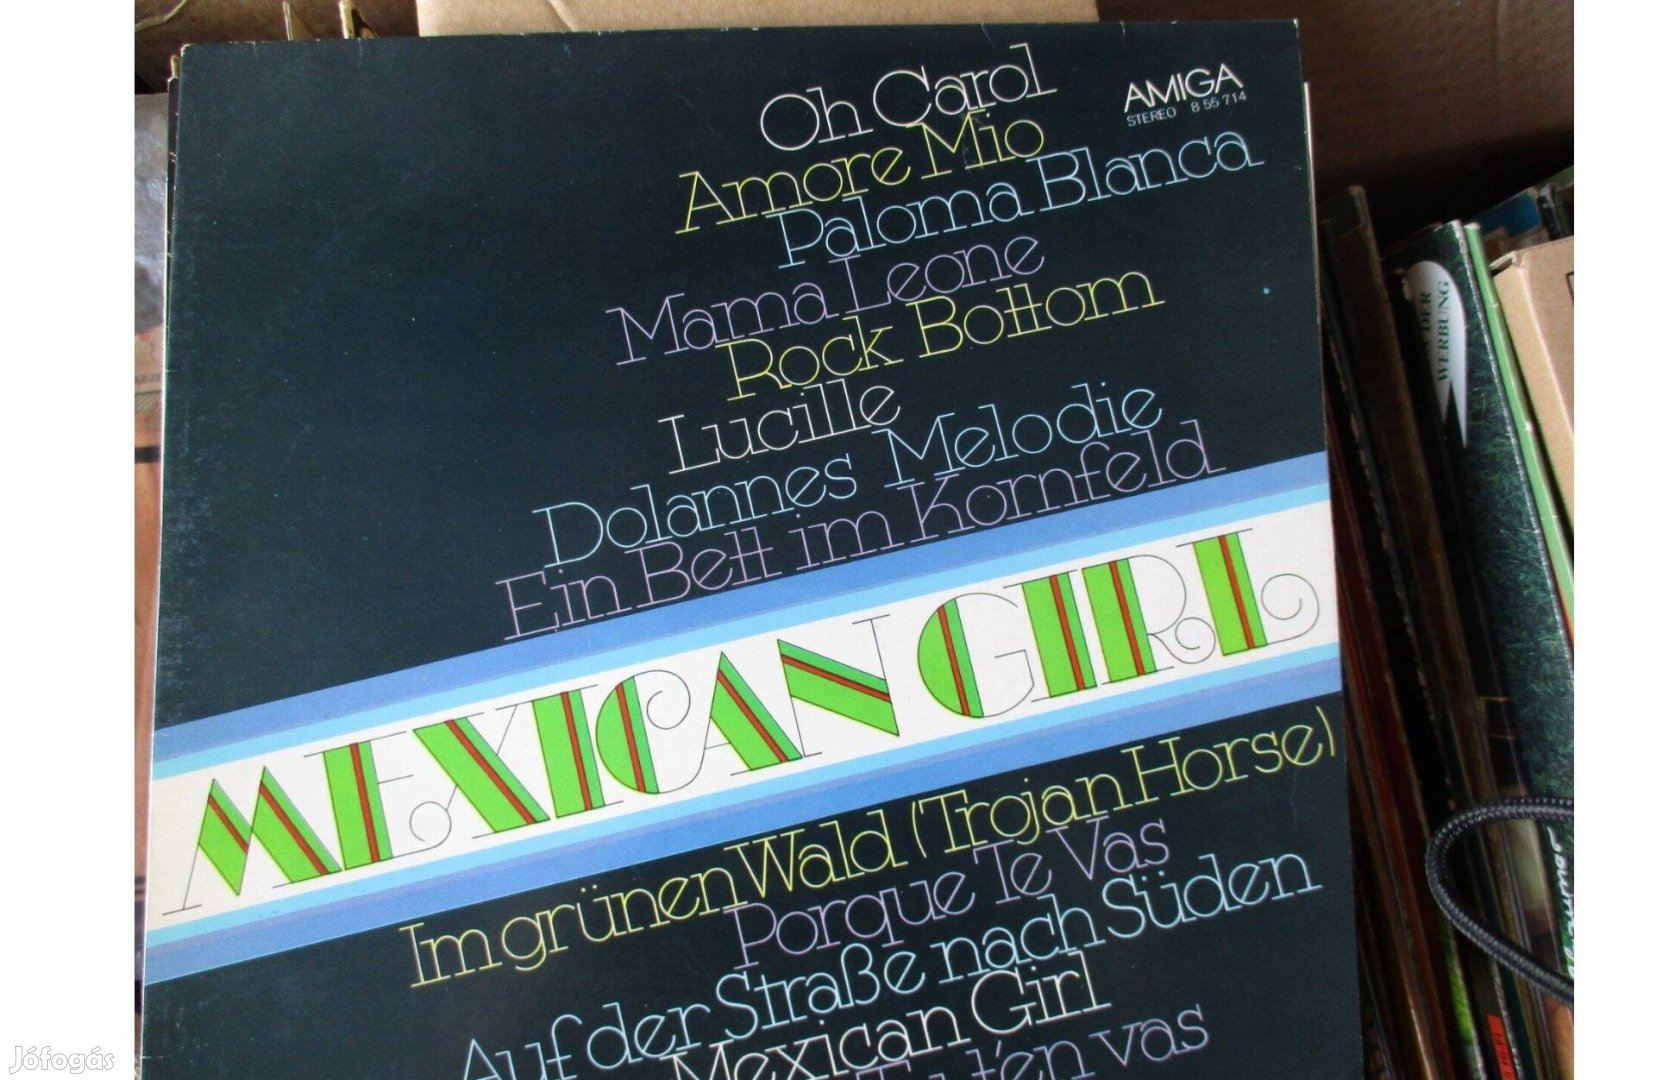 Oh Carol
AMIGA
STEREO 8 55 714
Amore Mio
Paloma Blanca
Mama Leone
Rock Bottom
Lucille
Dolannes Melodie
Ein Bett im Kornfeld
MEXICAN GIRL
Im grünen Wald (Trojan Horse)
Porque Te Vas
Auf der Straße nach Süden
Mexican Girl
t'en vas
DER
WERBUNG
Jófogás